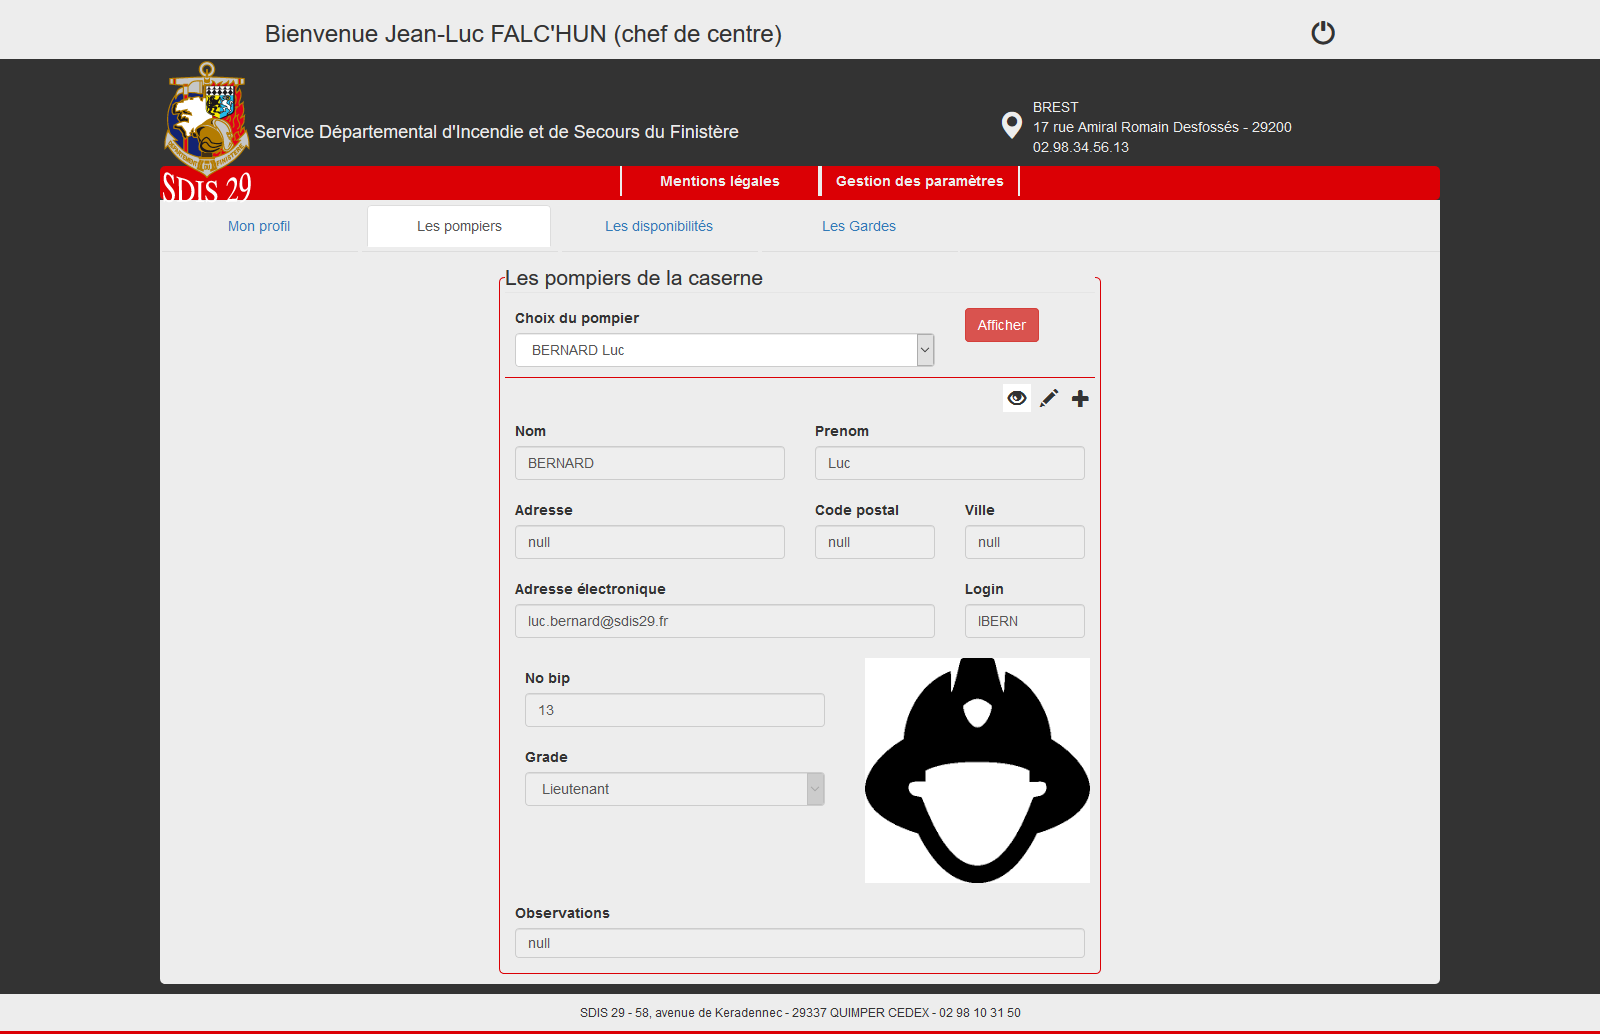 Bienvenue Jean-Luc FALC'HUN (chef de centre)
Service Départemental d'Incendie et de Secours du Finistère
BREST
17 rue Amiral Romain Desfossés - 29200
02.98.34.56.13
SDIS 29
Mentions légales
Gestion des paramètres
Mon profil
Les pompiers
Les disponibilités
Les Gardes
Les pompiers de la caserne
Choix du pompier
Afficher
BERNARD Luc
Nom
Prenom
BERNARD
Luc
Adresse
Code postal
Ville
null
null
null
Adresse électronique
Login
luc.bernard@sdis29.fr
lBERN
No bip
13
Grade
Lieutenant
Observations
null
SDIS 29 - 58, avenue de Keradennec - 29337 QUIMPER CEDEX - 02 98 10 31 50